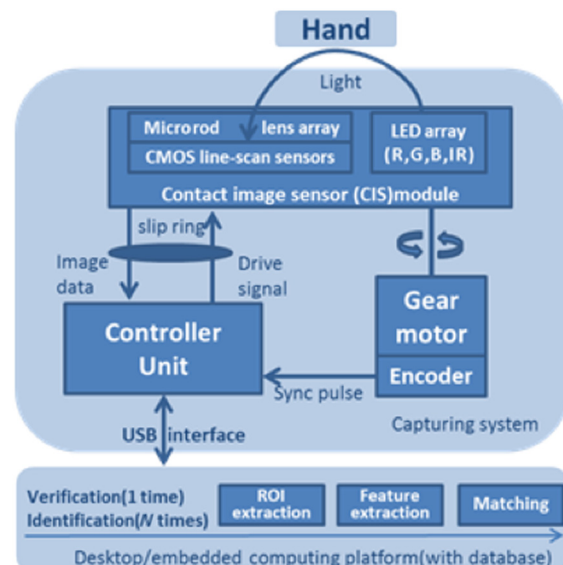 Hand
Light
Microrod lens array
CMOS line-scan sensors
LED array
(R,G,B,IR)
Contact image sensor (CIS)module
slip ring
Image
data
Drive
signal
Controller
Unit
Gear
motor
Encoder
Sync pulse
Capturing system
USB interface
Verification(1 time)
Identification(N times)
ROI
extraction
Feature
extraction
Matching
Desktop/embedded computing platform(with database)